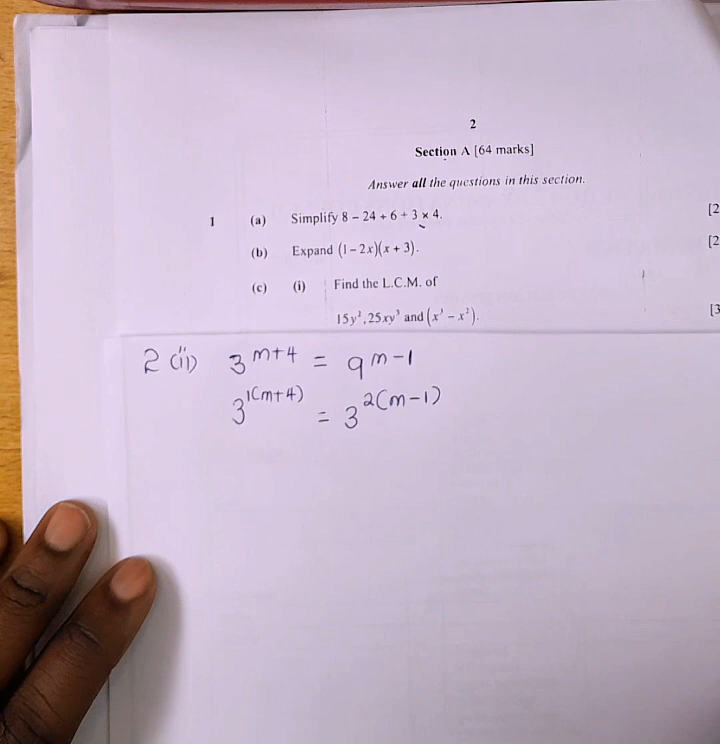 2
Section A [64 marks]
Answer all the questions in this section.
1 (a) Simplify 8 – 24 ÷ 6 + 3 × 4. [2
(b) Expand (1 – 2x)(x + 3). [2
(c) (i) Find the L.C.M. of
15y², 25xy³ and (x³ – x²). [3
2 (ii) 3^(m+4) = 9^(m–1)
3^(1(m+4)) = 3^(2(m–1))